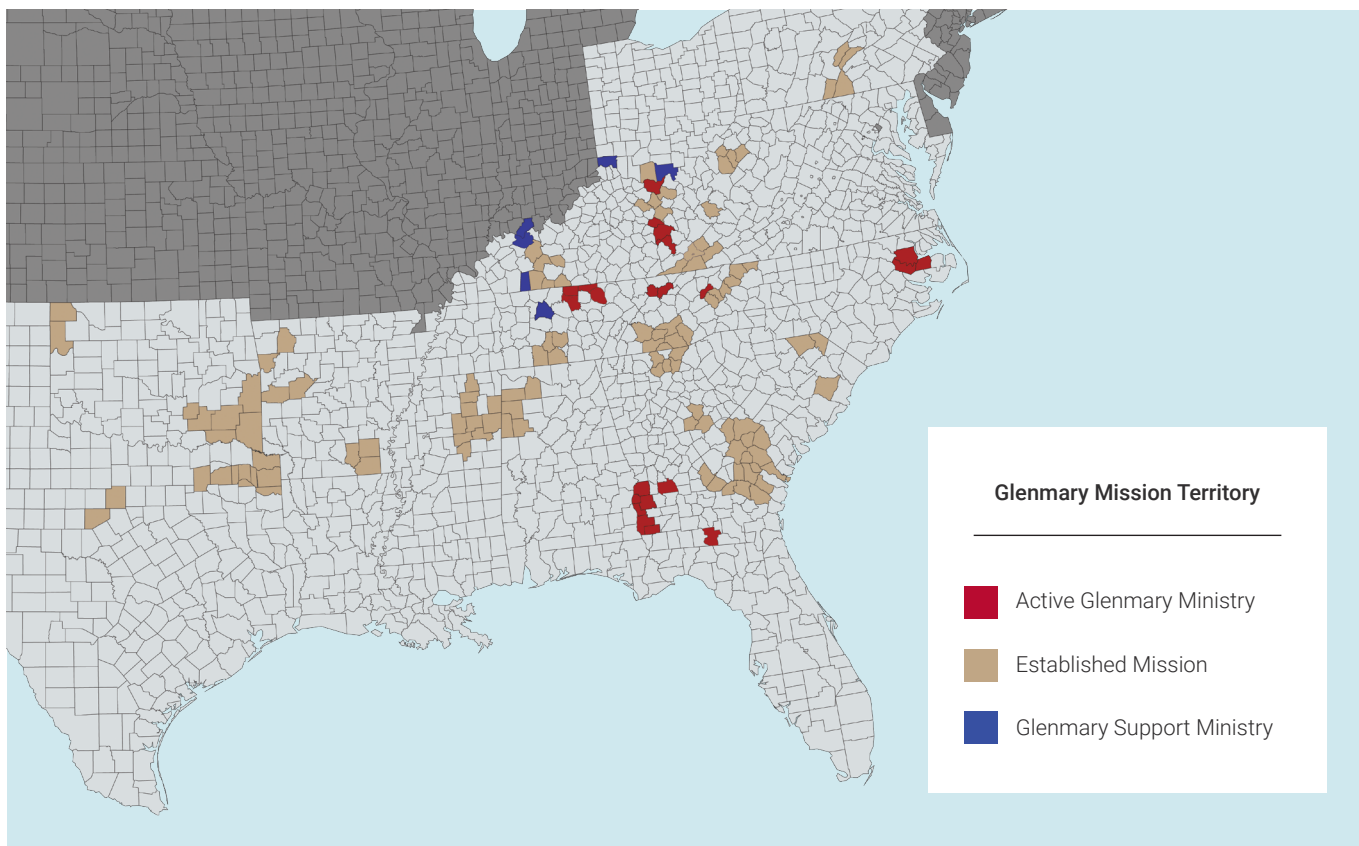 Glenmary Mission Territory
Active Glenmary Ministry
Established Mission
Glenmary Support Ministry